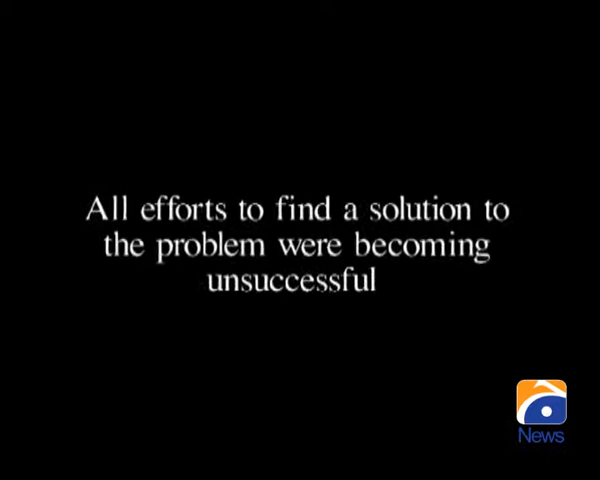 All efforts to find a solution to
the problem were becoming
unsuccessful
News